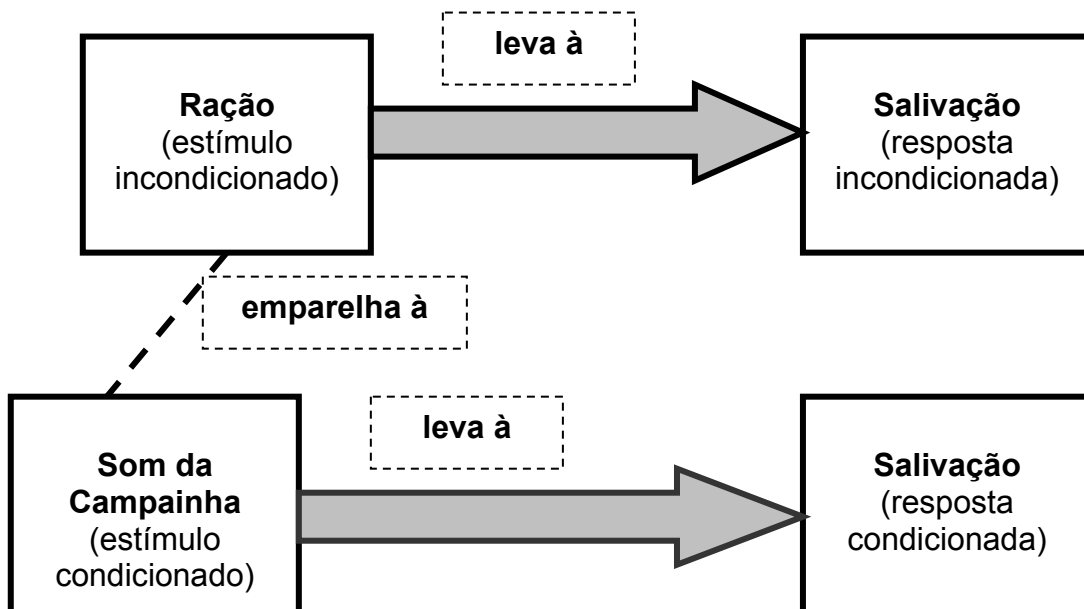 leva à
Ração
(estímulo
incondicionado)
Salivação
(resposta
incondicionada)
emparelha à
leva à
Som da
Campainha
(estímulo
condicionado)
Salivação
(resposta
condicionada)